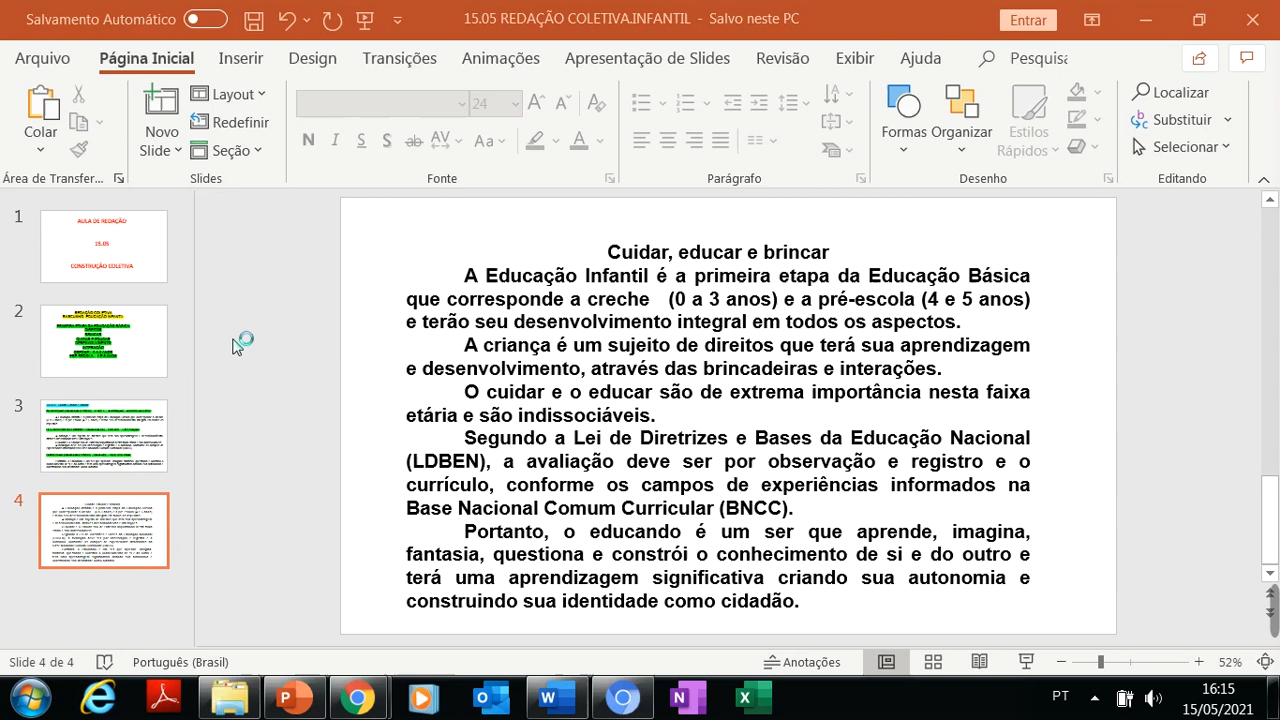 Salvamento Automático
15.05 REDAÇÃO COLETIVA.INFANTIL - Salvo neste PC
Entrar
Arquivo
Página Inicial
Inserir
Design
Transições
Animações
Apresentação de Slides
Revisão
Exibir
Ajuda
Pesquisa
Colar
Novo Slide
Layout
Redefinir
Seção
24
Formas
Organizar
Estilos Rápidos
Localizar
Substituir
Selecionar
Área de Transfer...
Slides
Fonte
Parágrafo
Desenho
Editando
1
AULA DE REDAÇÃO
15.05
CONSTRUÇÃO COLETIVA
2
3
4
Cuidar, educar e brincar
A Educação Infantil é a primeira etapa da Educação Básica
que corresponde a creche (0 a 3 anos) e a pré-escola (4 e 5 anos)
e terão seu desenvolvimento integral em todos os aspectos.
A criança é um sujeito de direitos que terá sua aprendizagem
e desenvolvimento, através das brincadeiras e interações.
O cuidar e o educar são de extrema importância nesta faixa
etária e são indissociáveis.
Segundo a Lei de Diretrizes e Bases da Educação Nacional
(LDBEN), a avaliação deve ser por observação e registro e o
currículo, conforme os campos de experiências informados na
Base Nacional Comum Curricular (BNCC).
Portanto, o educando é um ser que aprende, imagina,
fantasia, questiona e constrói o conhecimento de si e do outro e
terá uma aprendizagem significativa criando sua autonomia e
construindo sua identidade como cidadão.
Slide 4 de 4
Português (Brasil)
Anotações
52%
PT
16:15
15/05/2021